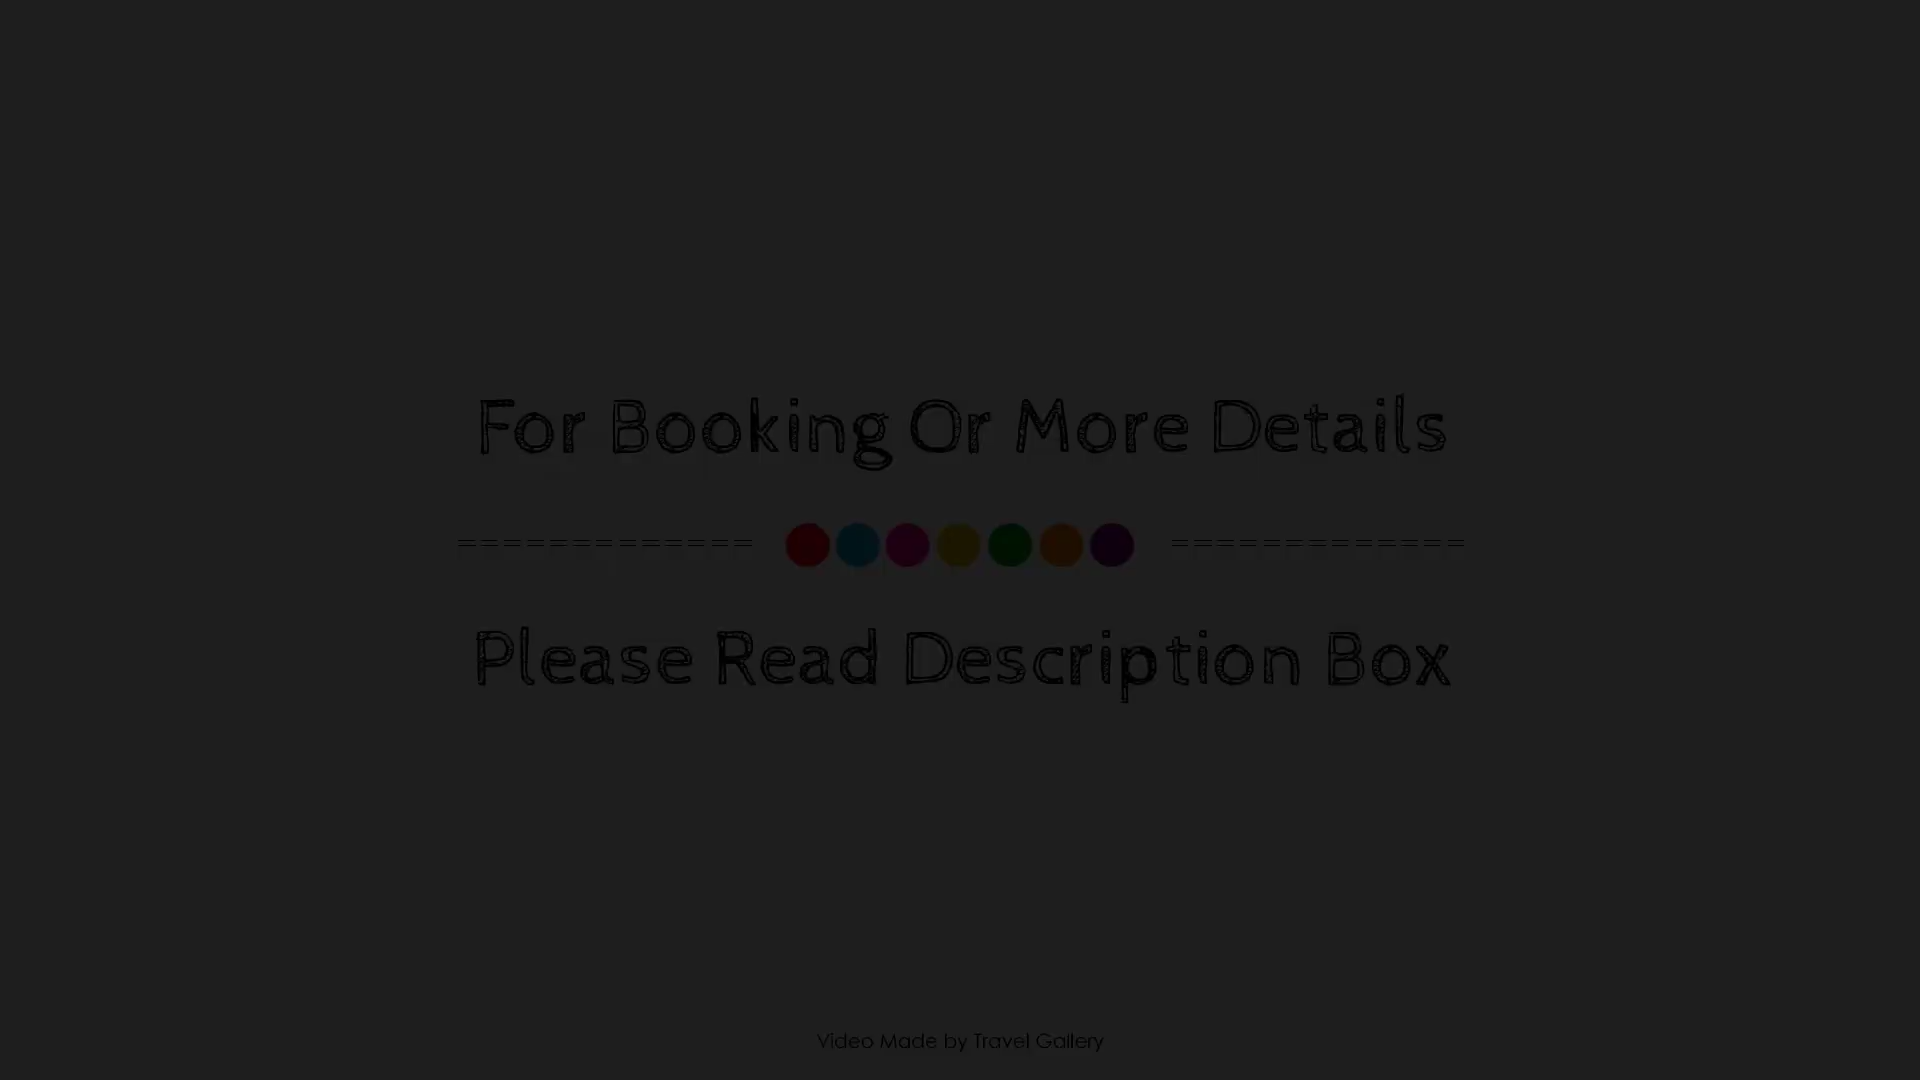 For Booking Or More Details
============= =============
Please Read Description Box
Video Made by Travel Gallery